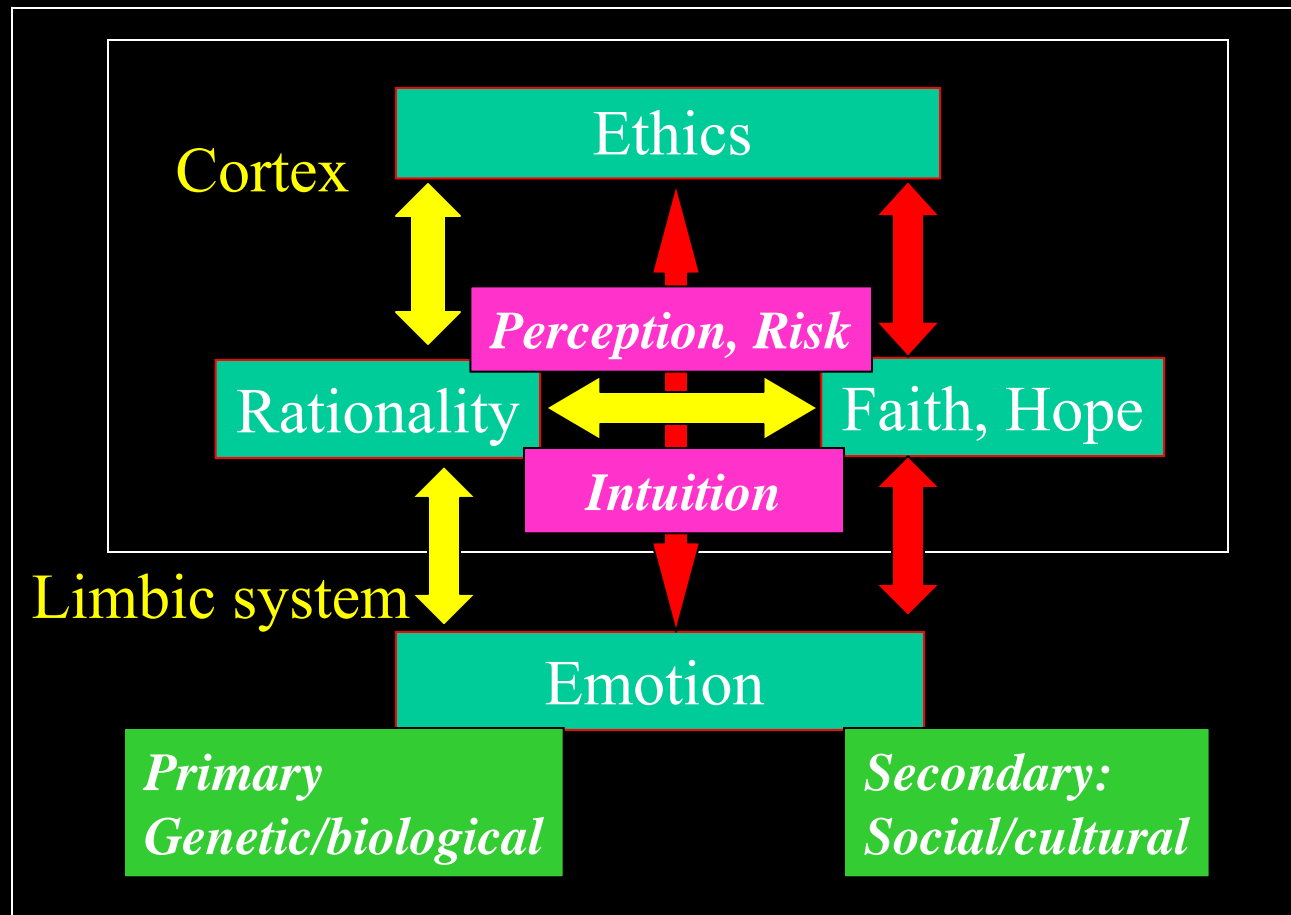 Ethics
Cortex
Perception, Risk
Rationality
Faith, Hope
Intuition
Limbic system
Emotion
Primary
Genetic/biological
Secondary:
Social/cultural